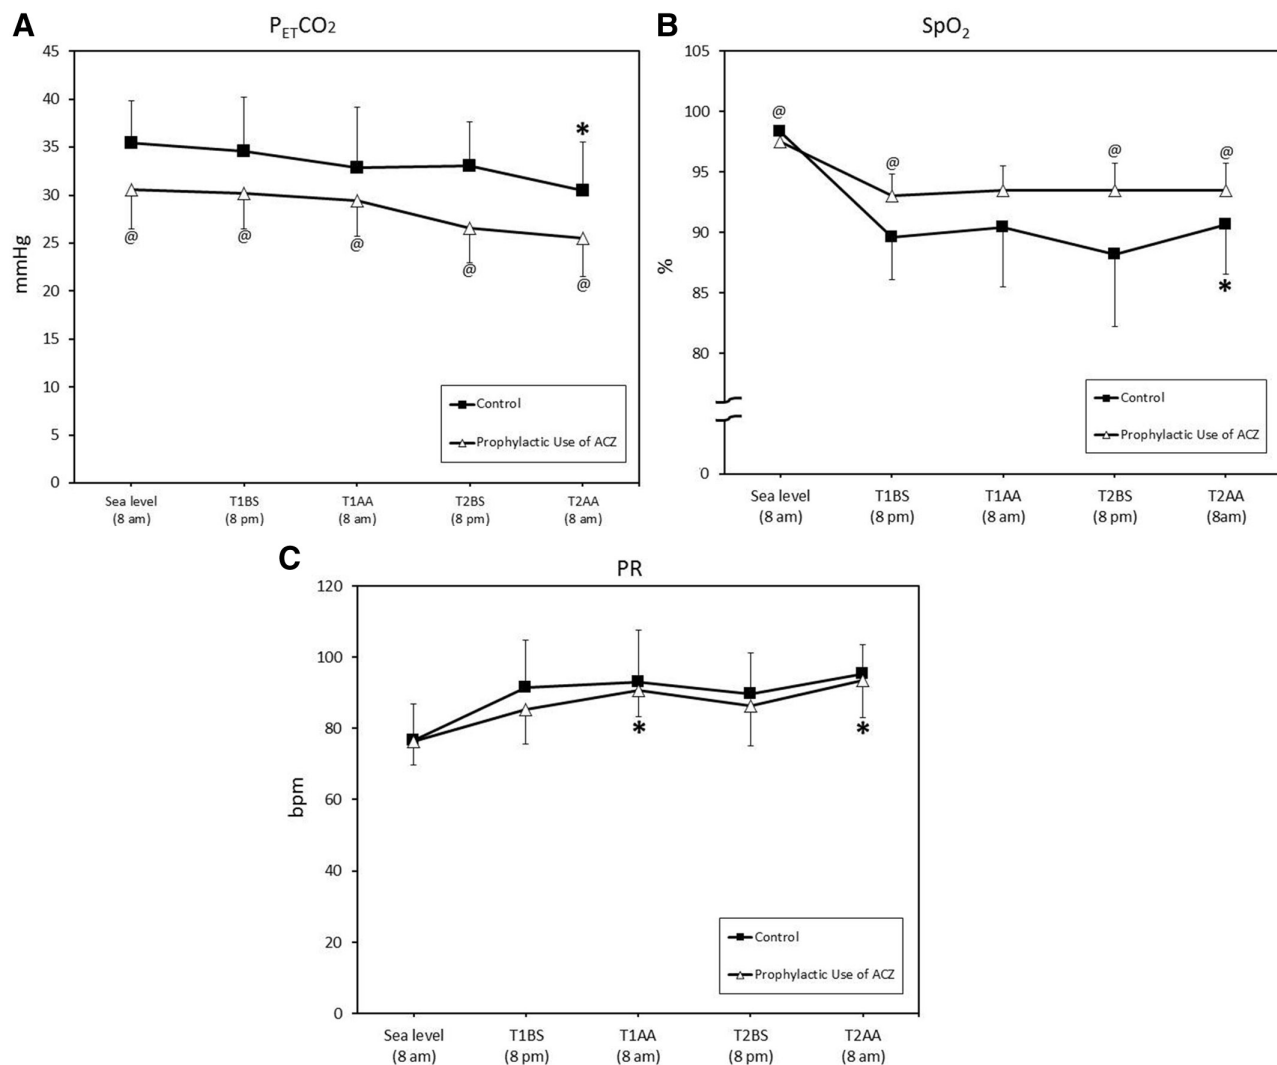 A
P_ETCO2
45
40
35
30
25
20
15
10
5
0
mmHg
*
@
@
@
@
@
Control
Prophylactic Use of ACZ
Sea level T1BS T1AA T2BS T2AA
(8 am) (8 pm) (8 am) (8 pm) (8 am)
B
SpO₂
105
100
95
90
85
80
0
%
@
@
@
@
*
Control
Prophylactic Use of ACZ
Sea level T1BS T1AA T2BS T2AA
(8 am) (8 pm) (8 am) (8 pm) (8am)
C
PR
120
100
80
60
40
20
0
bpm
*
*
Control
Prophylactic Use of ACZ
Sea level T1BS T1AA T2BS T2AA
(8 am) (8 pm) (8 am) (8 pm) (8 am)